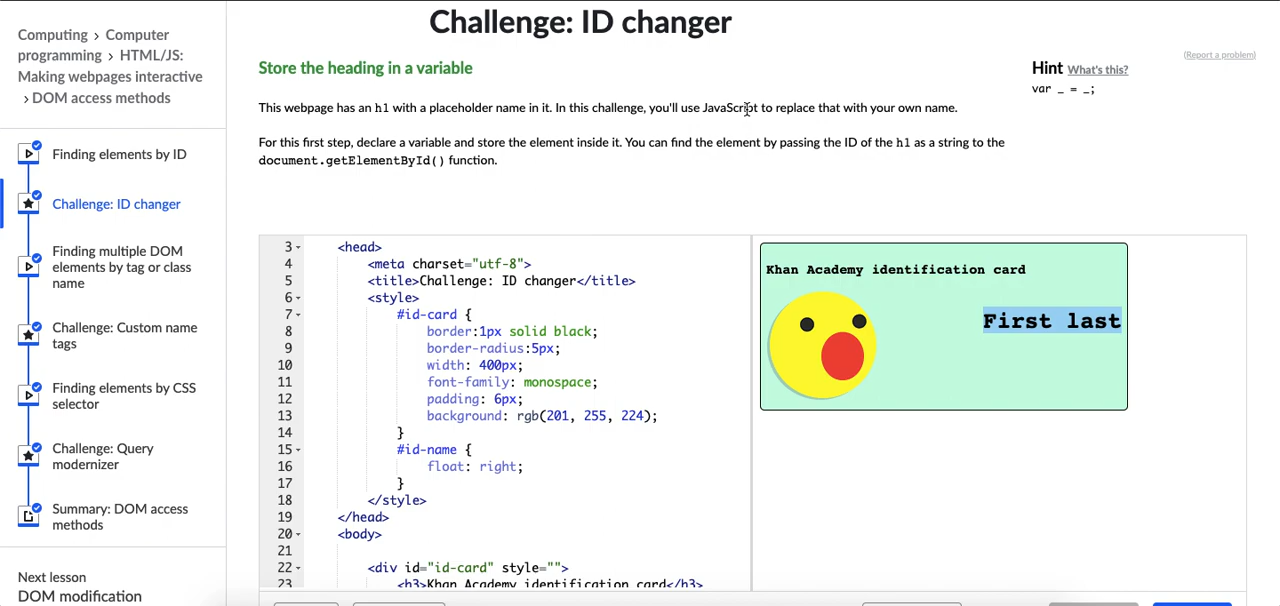 Challenge: ID changer
Computing › Computer
programming › HTML/JS:
Making webpages interactive
› DOM access methods
Finding elements by ID
Challenge: ID changer
Finding multiple DOM
elements by tag or class
name
Challenge: Custom name
tags
Finding elements by CSS
selector
Challenge: Query
modernizer
Summary: DOM access
methods
Next lesson
DOM modification
Store the heading in a variable
This webpage has an h1 with a placeholder name in it. In this challenge, you'll use JavaScript to replace that with your own name.
For this first step, declare a variable and store the element inside it. You can find the element by passing the ID of the h1 as a string to the
document.getElementById() function.
Hint What's this?
var _ = _;
(Report a problem)
3 <head>
4 <meta charset="utf-8">
5 <title>Challenge: ID changer</title>
6 <style>
7 #id-card {
8 border:1px solid black;
9 border-radius:5px;
10 width: 400px;
11 font-family: monospace;
12 padding: 6px;
13 background: rgb(201, 255, 224);
14 }
15 #id-name {
16 float: right;
17 }
18 </style>
19 </head>
20 <body>
21
22 <div id="id-card" style="">
23 <h3>Khan Academy identification card</h3>
Khan Academy identification card
First last